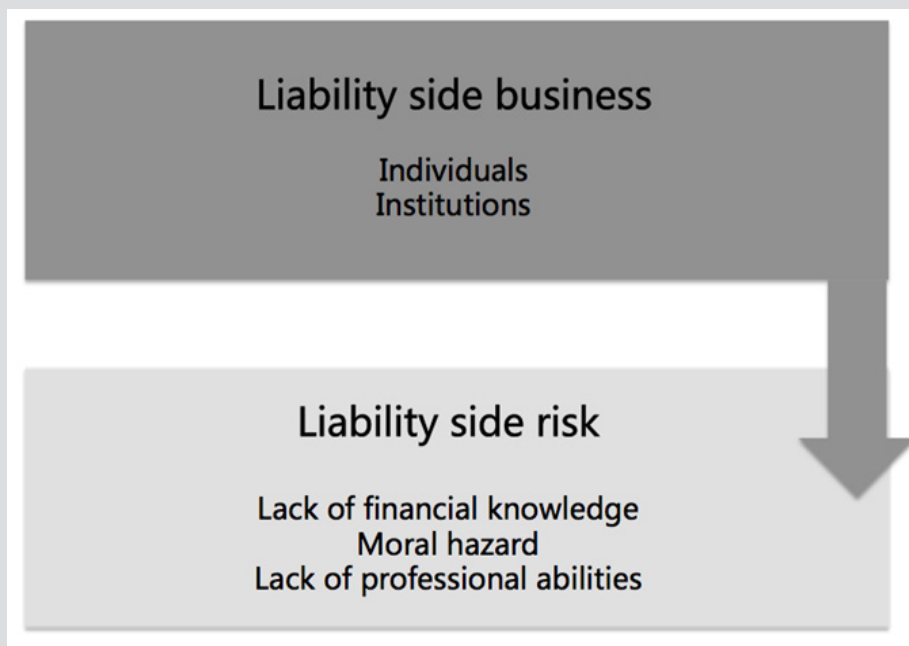 Liability side business
Individuals
Institutions
Liability side risk
Lack of financial knowledge
Moral hazard
Lack of professional abilities